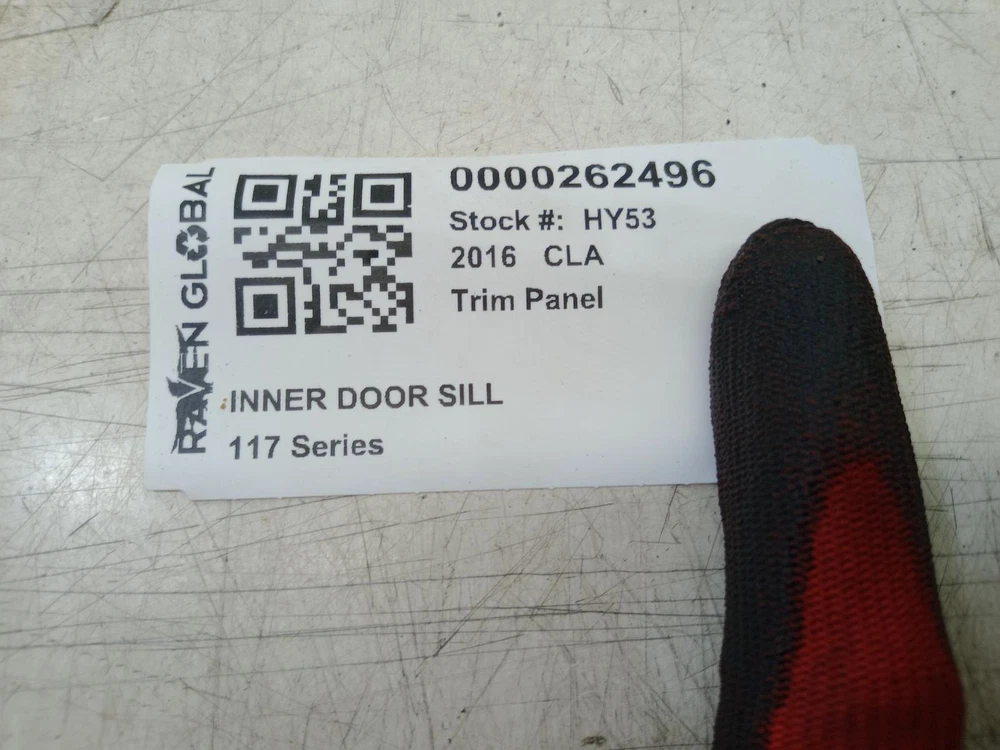 RAVEN GLOBAL
0000262496
Stock #: HY53
2016 CLA
Trim Panel
INNER DOOR SILL
117 Series